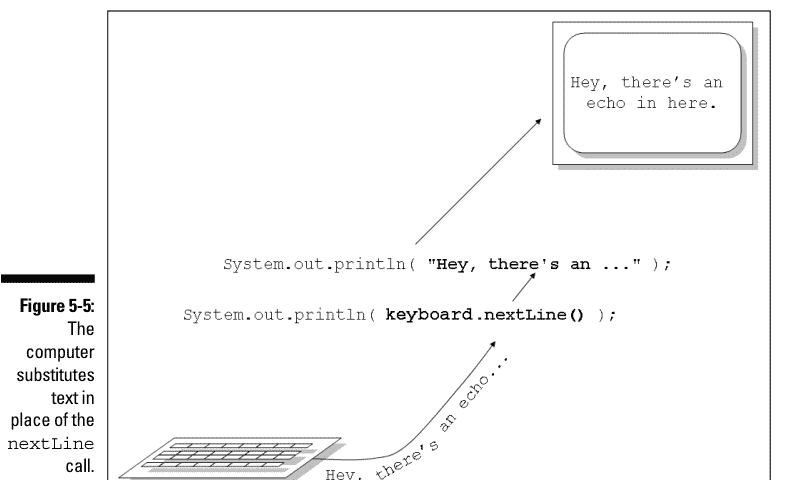 Hey, there's an
echo in here.
System.out.println( "Hey, there's an ..." );
System.out.println( keyboard.nextLine() );
Hey, there's an echo...
Figure 5-5:
The
computer
substitutes
text in
place of the
nextLine
call.